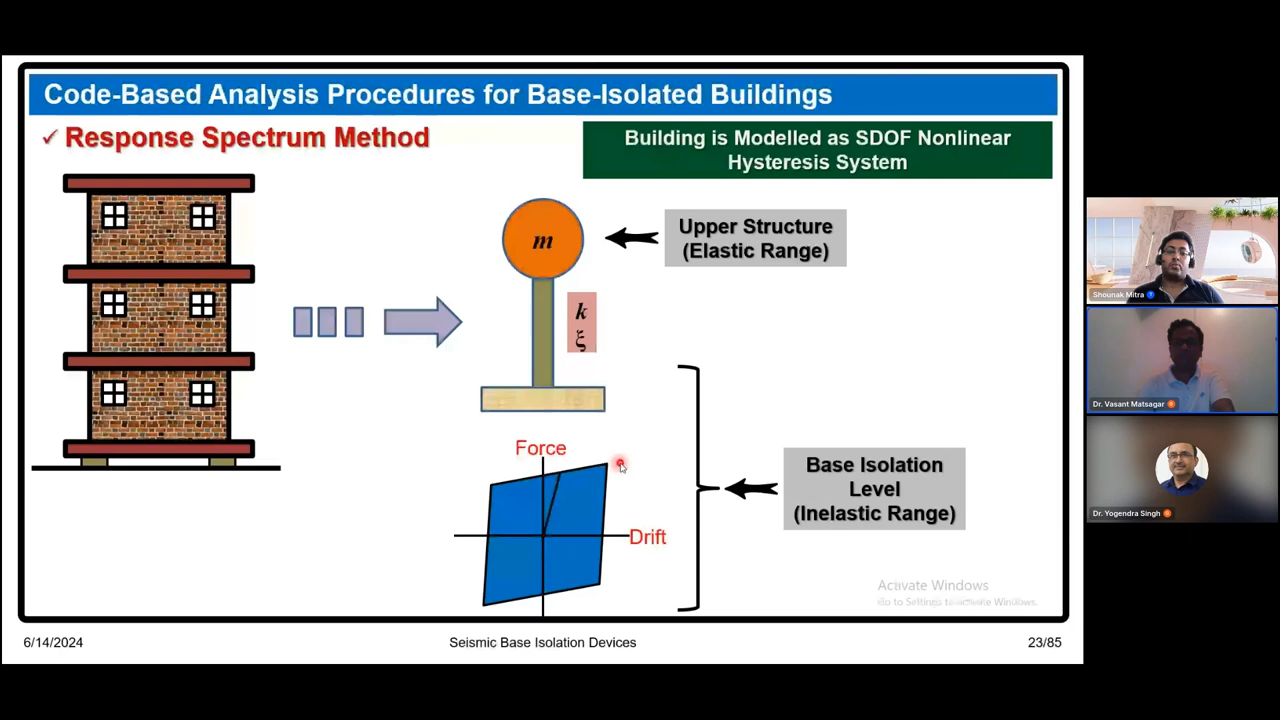 Code-Based Analysis Procedures for Base-Isolated Buildings
✓ Response Spectrum Method
Building is Modelled as SDOF Nonlinear
Hysteresis System
m
Upper Structure
(Elastic Range)
k
ξ
Force
Drift
Base Isolation
Level
(Inelastic Range)
Activate Windows
Go to Settings to activate Windows.
6/14/2024
Seismic Base Isolation Devices
23/85
Shounak Mitra
Dr. Vasant Matsagar
Dr. Yogendra Singh